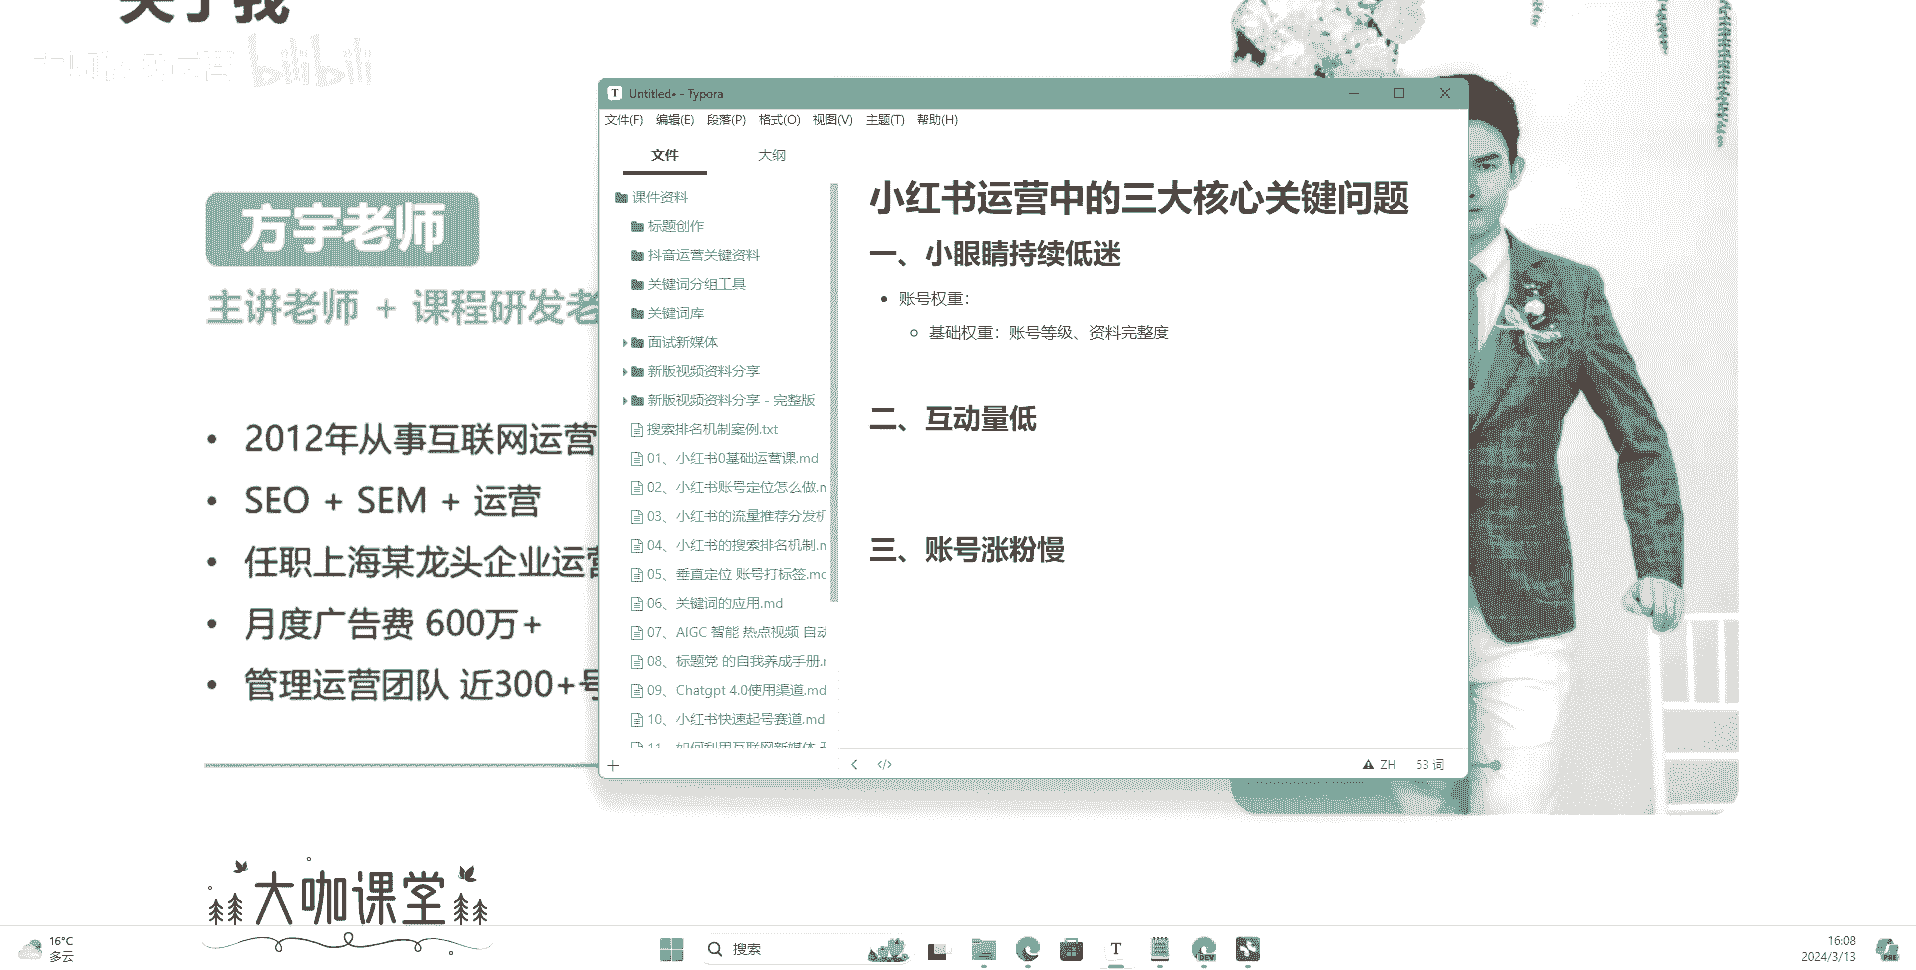 关于我
bilibili
方宇老师
主讲老师 + 课程研发老
2012年从事互联网运营
SEO + SEM + 运营
任职上海某龙头企业运营
月度广告费 600万+
管理运营团队 近300+号
大咖课堂
Untitled• - Typora
文件(F) 编辑(E) 段落(P) 格式(O) 视图(V) 主题(T) 帮助(H)
文件 大纲
课件资料
标题创作
抖音运营关键资料
关键词分组工具
关键词库
面试新媒体
新版视频资料分享
新版视频资料分享 - 完整版
搜索排名机制案例.txt
01、小红书0基础运营课.md
02、小红书账号定位怎么做.m
03、小红书的流量推荐分发机
04、小红书的搜索排名机制.m
05、垂直定位 账号打标签.md
06、关键词的应用.md
07、AIGC 智能 热点视频 自动
08、标题党 的自我养成手册.m
09、Chatgpt 4.0使用渠道.md
10、小红书快速起号赛道.md
11、如何利用互联网新媒体
小红书运营中的三大核心关键问题
一、小眼睛持续低迷
账号权重：
基础权重：账号等级、资料完整度
二、互动量低
三、账号涨粉慢
ZH 53 词
16°C
多云
搜索
T
DEV
16:08
2024/3/13
PRE